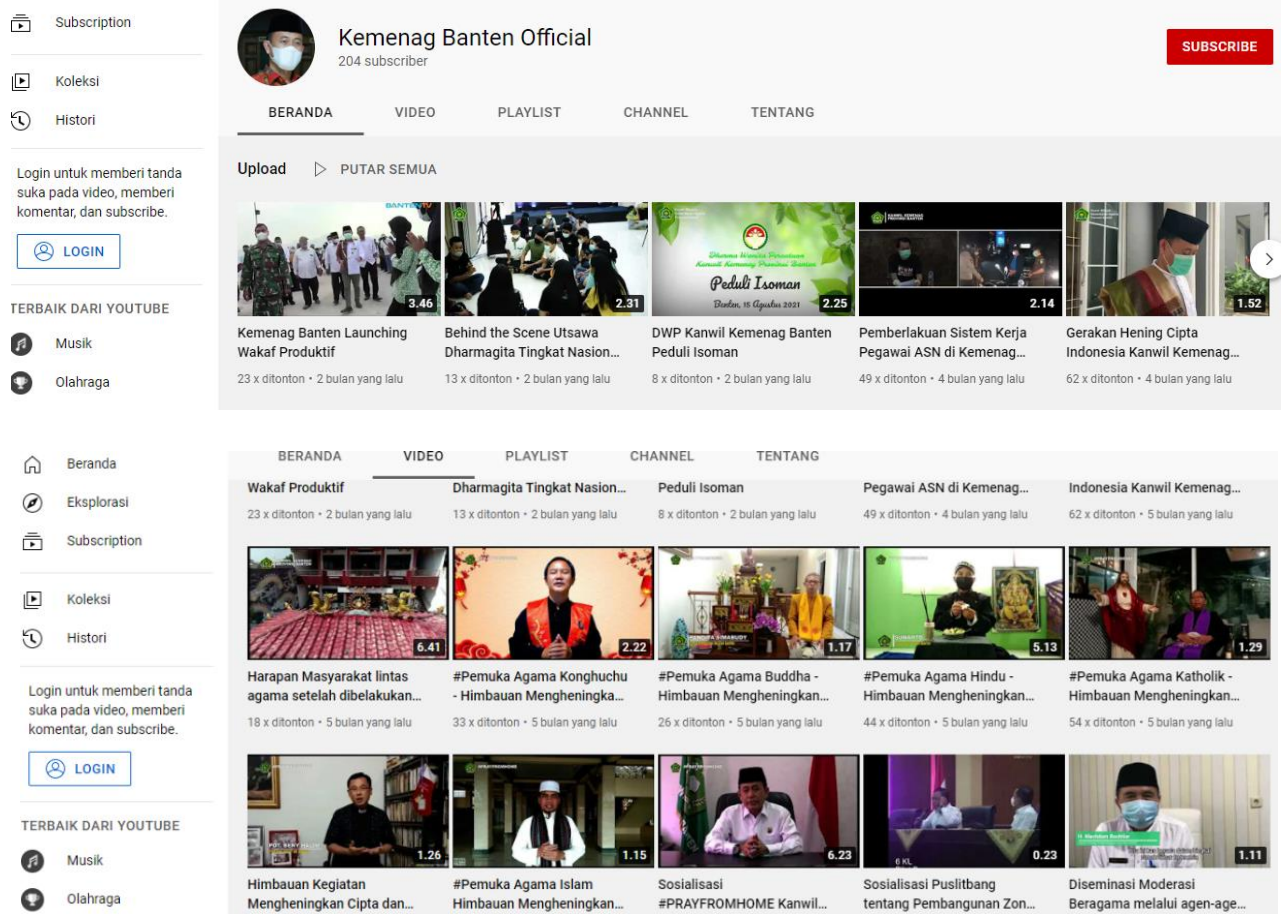 Subscription
Koleksi
Histori
Login untuk memberi tanda
suka pada video, memberi
komentar, dan subscribe.
LOGIN
TERBAIK DARI YOUTUBE
Musik
Olahraga
Kemenag Banten Official
204 subscriber
SUBSCRIBE
BERANDA VIDEO PLAYLIST CHANNEL TENTANG
Upload PUTAR SEMUA
BANTENTV
3.46
2.31
Dharma Wanita Persatuan
Kanwil Kemenag Provinsi Banten
Peduli Isoman
Banten, 15 Agustus 2021
2.25
2.14
1.52
Kemenag Banten Launching
Wakaf Produktif
23 x ditonton • 2 bulan yang lalu
Behind the Scene Utsawa
Dharmagita Tingkat Nasion...
13 x ditonton • 2 bulan yang lalu
DWP Kanwil Kemenag Banten
Peduli Isoman
8 x ditonton • 2 bulan yang lalu
Pemberlakuan Sistem Kerja
Pegawai ASN di Kemenag...
49 x ditonton • 4 bulan yang lalu
Gerakan Hening Cipta
Indonesia Kanwil Kemenag...
62 x ditonton • 4 bulan yang lalu
Beranda
Eksplorasi
Subscription
Koleksi
Histori
Login untuk memberi tanda
suka pada video, memberi
komentar, dan subscribe.
LOGIN
TERBAIK DARI YOUTUBE
Musik
Olahraga
BERANDA VIDEO PLAYLIST CHANNEL TENTANG
Wakaf Produktif
23 x ditonton • 2 bulan yang lalu
Dharmagita Tingkat Nasion...
13 x ditonton • 2 bulan yang lalu
Peduli Isoman
8 x ditonton • 2 bulan yang lalu
Pegawai ASN di Kemenag...
49 x ditonton • 4 bulan yang lalu
Indonesia Kanwil Kemenag...
62 x ditonton • 5 bulan yang lalu
6.41
2.22
1.17
5.13
1.29
Harapan Masyarakat lintas
agama setelah dibelakukan...
18 x ditonton • 5 bulan yang lalu
#Pemuka Agama Konghuchu
- Himbauan Mengheningka...
33 x ditonton • 5 bulan yang lalu
#Pemuka Agama Buddha -
Himbauan Mengheningkan...
26 x ditonton • 5 bulan yang lalu
#Pemuka Agama Hindu -
Himbauan Mengheningkan...
44 x ditonton • 5 bulan yang lalu
#Pemuka Agama Katholik -
Himbauan Mengheningkan...
54 x ditonton • 5 bulan yang lalu
1.26
1.15
6.23
6 KL
0.23
1.11
Himbauan Kegiatan
Mengheningkan Cipta dan...
#Pemuka Agama Islam
Himbauan Mengheningkan...
Sosialisasi
#PRAYFROMHOME Kanwil...
Sosialisasi Puslitbang
tentang Pembangunan Zon...
Diseminasi Moderasi
Beragama melalui agen-age...